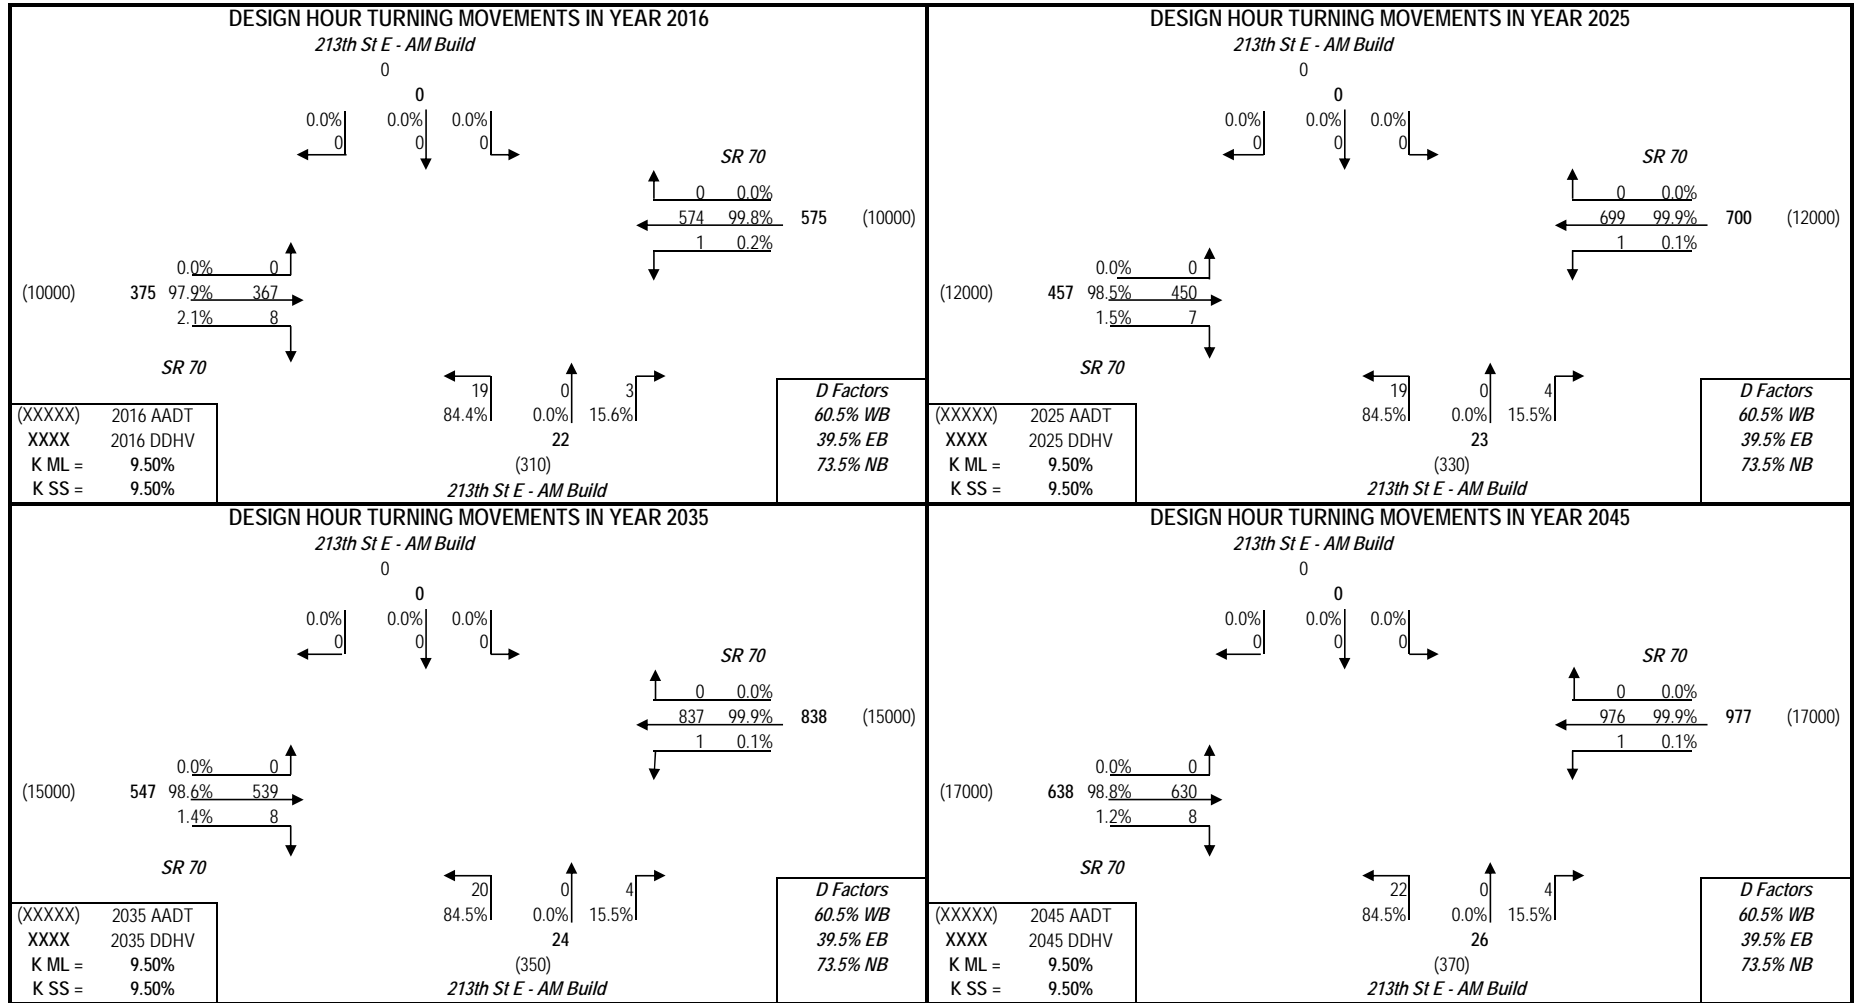 DESIGN HOUR TURNING MOVEMENTS IN YEAR 2016
213th St E - AM Build
0
0
0.0% 0.0% 0.0%
0 0 0
SR 70
0 0.0%
574 99.8% 575 (10000)
1 0.2%
0.0% 0
(10000) 375 97.9% 367
2.1% 8
SR 70
19 0 3
84.4% 0.0% 15.6%
22
(310)
213th St E - AM Build
(XXXXX) 2016 AADT
XXXX 2016 DDHV
K ML = 9.50%
K SS = 9.50%
D Factors
60.5% WB
39.5% EB
73.5% NB
DESIGN HOUR TURNING MOVEMENTS IN YEAR 2025
213th St E - AM Build
0
0
0.0% 0.0% 0.0%
0 0 0
SR 70
0 0.0%
699 99.9% 700 (12000)
1 0.1%
0.0% 0
(12000) 457 98.5% 450
1.5% 7
SR 70
19 0 4
84.5% 0.0% 15.5%
23
(330)
213th St E - AM Build
(XXXXX) 2025 AADT
XXXX 2025 DDHV
K ML = 9.50%
K SS = 9.50%
D Factors
60.5% WB
39.5% EB
73.5% NB
DESIGN HOUR TURNING MOVEMENTS IN YEAR 2035
213th St E - AM Build
0
0
0.0% 0.0% 0.0%
0 0 0
SR 70
0 0.0%
837 99.9% 838 (15000)
1 0.1%
0.0% 0
(15000) 547 98.6% 539
1.4% 8
SR 70
20 0 4
84.5% 0.0% 15.5%
24
(350)
213th St E - AM Build
(XXXXX) 2035 AADT
XXXX 2035 DDHV
K ML = 9.50%
K SS = 9.50%
D Factors
60.5% WB
39.5% EB
73.5% NB
DESIGN HOUR TURNING MOVEMENTS IN YEAR 2045
213th St E - AM Build
0
0
0.0% 0.0% 0.0%
0 0 0
SR 70
0 0.0%
976 99.9% 977 (17000)
1 0.1%
0.0% 0
(17000) 638 98.8% 630
1.2% 8
SR 70
22 0 4
84.5% 0.0% 15.5%
26
(370)
213th St E - AM Build
(XXXXX) 2045 AADT
XXXX 2045 DDHV
K ML = 9.50%
K SS = 9.50%
D Factors
60.5% WB
39.5% EB
73.5% NB